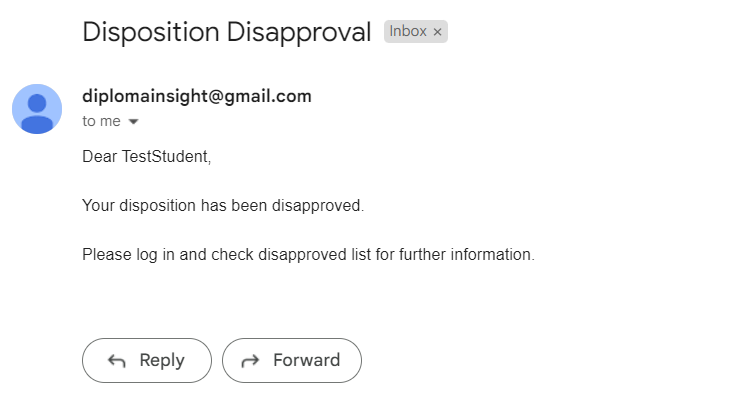 Disposition Disapproval Inbox ×
diplomainsight@gmail.com
to me
Dear TestStudent,
Your disposition has been disapproved.
Please log in and check disapproved list for further information.
Reply Forward